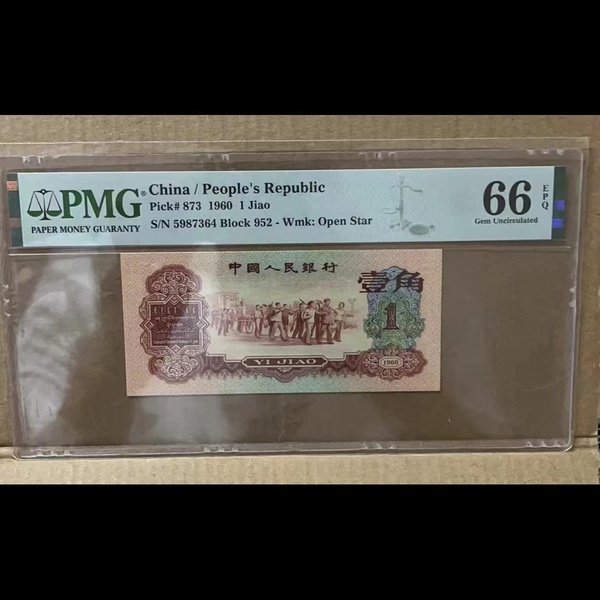 PMG®
PAPER MONEY GUARANTY
China / People's Republic
Pick# 873 1960 1 Jiao
S/N 5987364 Block 952 - Wmk: Open Star
66
EPQ
Gem Uncirculated
中國人民銀行
壹角
1
YI JIAO
1960